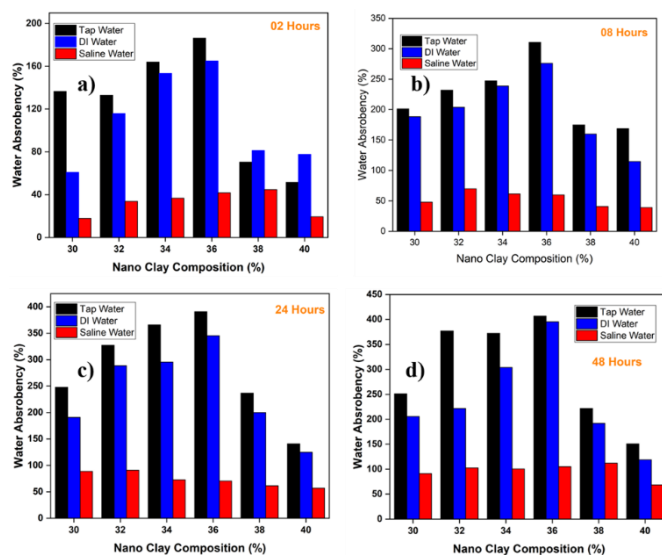 02 Hours
Tap Water
DI Water
Saline Water
a)
Water Absrobency (%)
200
160
120
80
40
0
30 32 34 36 38 40
Nano Clay Composition (%)
08 Hours
Tap Water
DI Water
Saline Water
b)
Water Absrobency (%)
350
300
250
200
150
100
50
0
30 32 34 36 38 40
Nano Clay Composition (%)
24 Hours
Tap Water
DI Water
Saline Water
c)
Water Absrobency (%)
400
350
300
250
200
150
100
50
0
30 32 34 36 38 40
Nano Clay Composition (%)
Tap Water
DI Water
Saline Water
48 Hours
d)
Water Absrobency (%)
450
400
350
300
250
200
150
100
50
0
30 32 34 36 38 40
Nano Clay Composition (%)